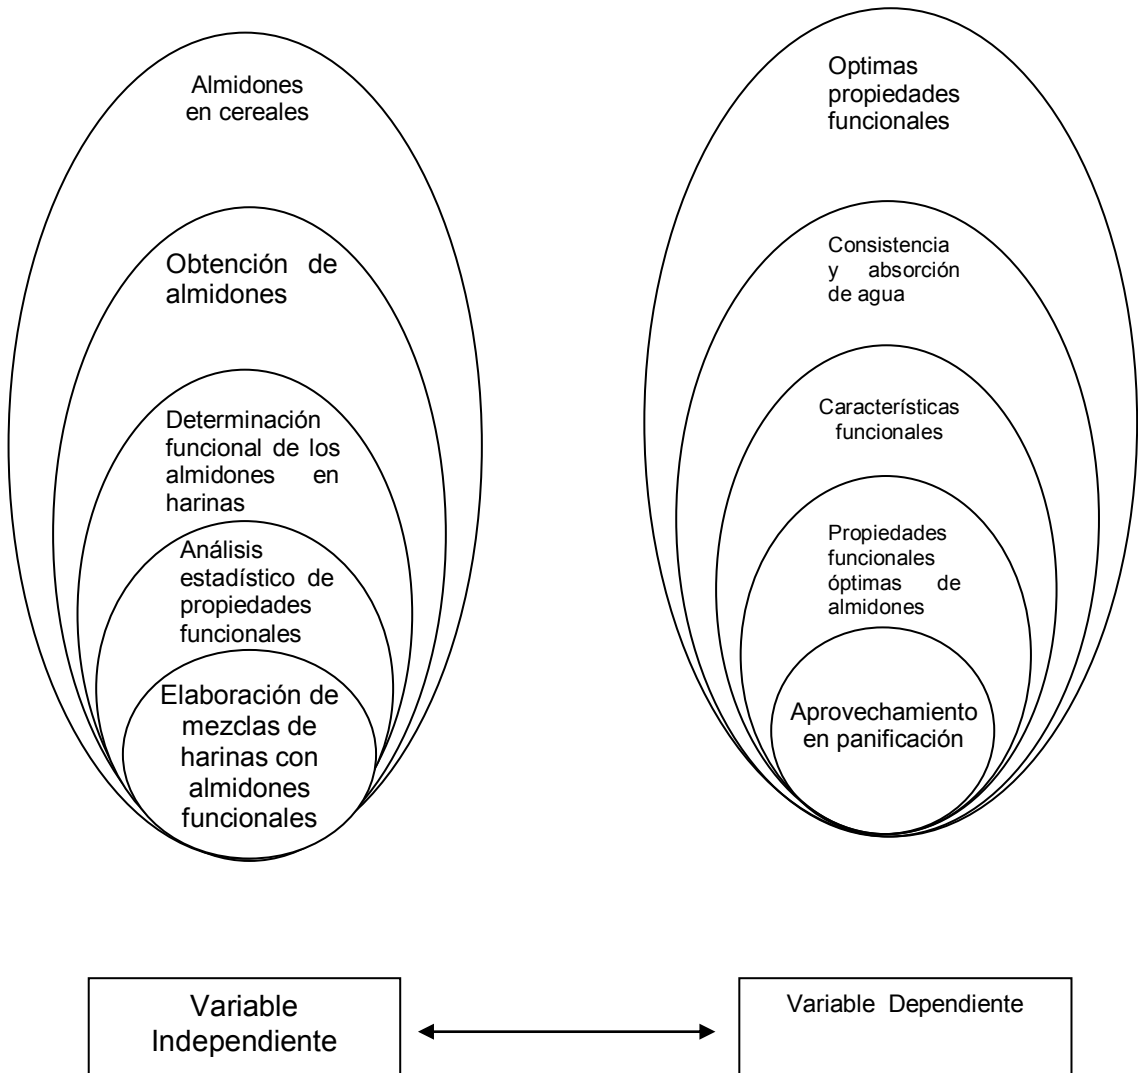 Almidones
en cereales
Obtención de
almidones
Determinación
funcional de los
almidones en
harinas
Análisis
estadístico de
propiedades
funcionales
Elaboración de
mezclas de
harinas con
almidones
funcionales
Optimas
propiedades
funcionales
Consistencia
y absorción
de agua
Características
funcionales
Propiedades
funcionales
óptimas de
almidones
Aprovechamiento
en panificación
Variable
Independiente
Variable Dependiente